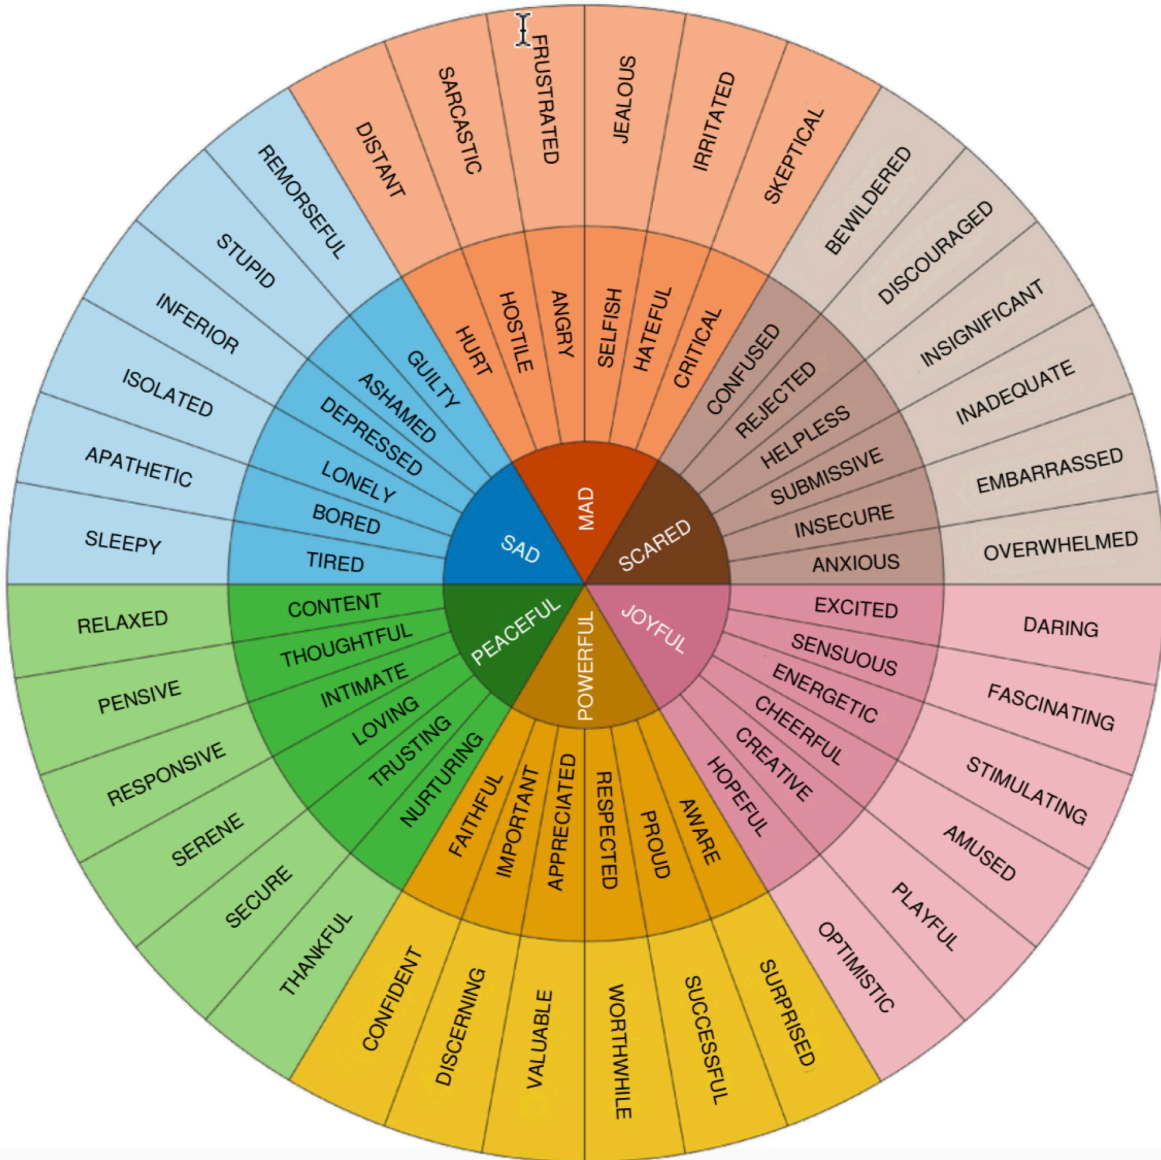 MAD
SCARED
JOYFUL
POWERFUL
PEACEFUL
SAD
HURT
HOSTILE
ANGRY
SELFISH
HATEFUL
CRITICAL
CONFUSED
REJECTED
HELPLESS
SUBMISSIVE
INSECURE
ANXIOUS
EXCITED
SENSUOUS
ENERGETIC
CHEERFUL
CREATIVE
HOPEFUL
AWARE
PROUD
RESPECTED
APPRECIATED
IMPORTANT
FAITHFUL
NURTURING
TRUSTING
LOVING
INTIMATE
THOUGHTFUL
CONTENT
TIRED
BORED
LONELY
DEPRESSED
ASHAMED
GUILTY
DISTANT
SARCASTIC
FRUSTRATED
JEALOUS
IRRITATED
SKEPTICAL
BEWILDERED
DISCOURAGED
INSIGNIFICANT
INADEQUATE
EMBARRASSED
OVERWHELMED
DARING
FASCINATING
STIMULATING
AMUSED
PLAYFUL
OPTIMISTIC
SURPRISED
SUCCESSFUL
WORTHWHILE
VALUABLE
DISCERNING
CONFIDENT
THANKFUL
SECURE
SERENE
RESPONSIVE
PENSIVE
RELAXED
SLEEPY
APATHETIC
ISOLATED
INFERIOR
STUPID
REMORSEFUL